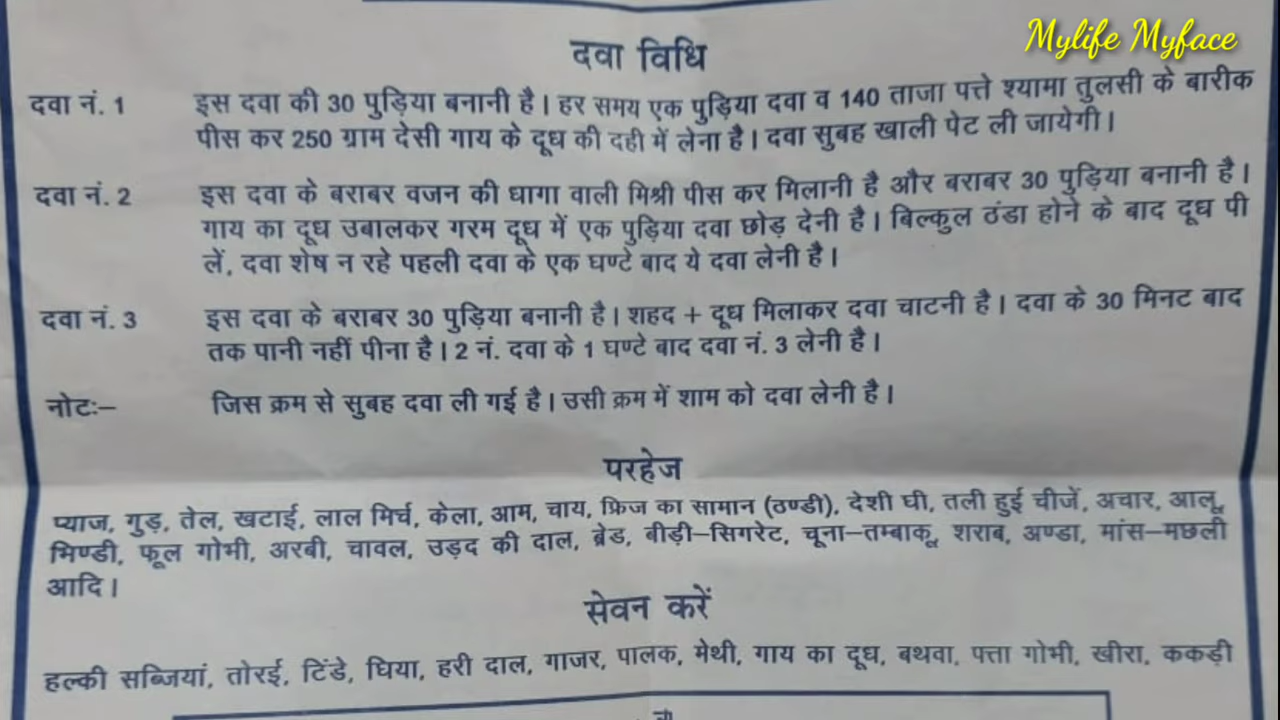 Mylife Myface
दवा विधि
दवा नं. 1 इस दवा की 30 पुड़िया बनानी है। हर समय एक पुड़िया दवा व 140 ताजा पत्ते श्यामा तुलसी के बारीक
पीस कर 250 ग्राम देसी गाय के दूध की दही में लेना है। दवा सुबह खाली पेट ली जायेगी।
दवा नं. 2 इस दवा के बराबर वजन की धागा वाली मिश्री पीस कर मिलानी है और बराबर 30 पुड़िया बनानी है।
गाय का दूध उबालकर गरम दूध में एक पुड़िया दवा छोड़ देनी है। बिल्कुल ठंडा होने के बाद दूध पी
लें, दवा शेष न रहे पहली दवा के एक घण्टे बाद ये दवा लेनी है।
दवा नं. 3 इस दवा के बराबर 30 पुड़िया बनानी है। शहद + दूध मिलाकर दवा चाटनी है। दवा के 30 मिनट बाद
तक पानी नहीं पीना है। 2 नं. दवा के 1 घण्टे बाद दवा नं. 3 लेनी है।
नोटः– जिस क्रम से सुबह दवा ली गई है। उसी क्रम में शाम को दवा लेनी है।
परहेज
प्याज, गुड़, तेल, खटाई, लाल मिर्च, केला, आम, चाय, फ्रिज का सामान (ठण्डी), देशी घी, तली हुई चीजें, अचार, आलू,
भिण्डी, फूल गोभी, अरबी, चावल, उड़द की दाल, ब्रेड, बीड़ी–सिगरेट, चूना–तम्बाकू, शराब, अण्डा, मांस–मछली
आदि।
सेवन करें
हल्की सब्जियां, तोरई, टिंडे, घिया, हरी दाल, गाजर, पालक, मेथी, गाय का दूध, बथवा, पत्ता गोभी, खीरा, ककड़ी